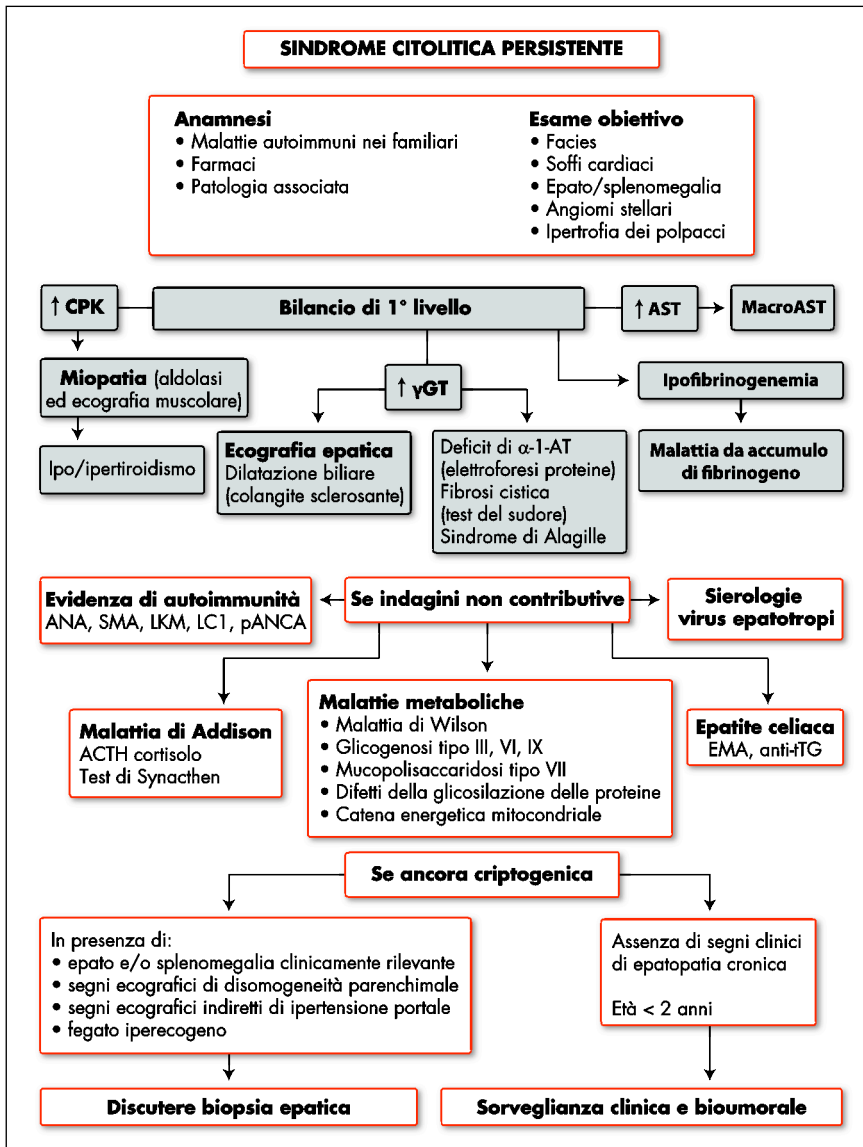 SINDROME CITOLITICA PERSISTENTE
Anamnesi
• Malattie autoimmuni nei familiari
• Farmaci
• Patologia associata
Esame obiettivo
• Facies
• Soffi cardiaci
• Epato/splenomegalia
• Angiomi stellari
• Ipertrofia dei polpacci
↑ CPK
Bilancio di 1° livello
↑ AST
MacroAST
Miopatia (aldolasi
ed ecografia muscolare)
↑ γGT
Ipofibrinogenemia
Ipo/ipertiroidismo
Ecografia epatica
Dilatazione biliare
(colangite sclerosante)
Deficit di α-1-AT
(elettroforesi proteine)
Fibrosi cistica
(test del sudore)
Sindrome di Alagille
Malattia da accumulo
di fibrinogeno
Evidenza di autoimmunità
ANA, SMA, LKM, LC1, pANCA
Se indagini non contributive
Sierologie
virus epatotropi
Malattia di Addison
ACTH cortisolo
Test di Synacthen
Malattie metaboliche
• Malattia di Wilson
• Glicogenosi tipo III, VI, IX
• Mucopolisaccaridosi tipo VII
• Difetti della glicosilazione delle proteine
• Catena energetica mitocondriale
Epatite celiaca
EMA, anti-tTG
Se ancora criptogenica
In presenza di:
• epato e/o splenomegalia clinicamente rilevante
• segni ecografici di disomogeneità parenchimale
• segni ecografici indiretti di ipertensione portale
• fegato iperecogeno
Assenza di segni clinici
di epatopatia cronica
Età < 2 anni
Discutere biopsia epatica
Sorveglianza clinica e bioumorale